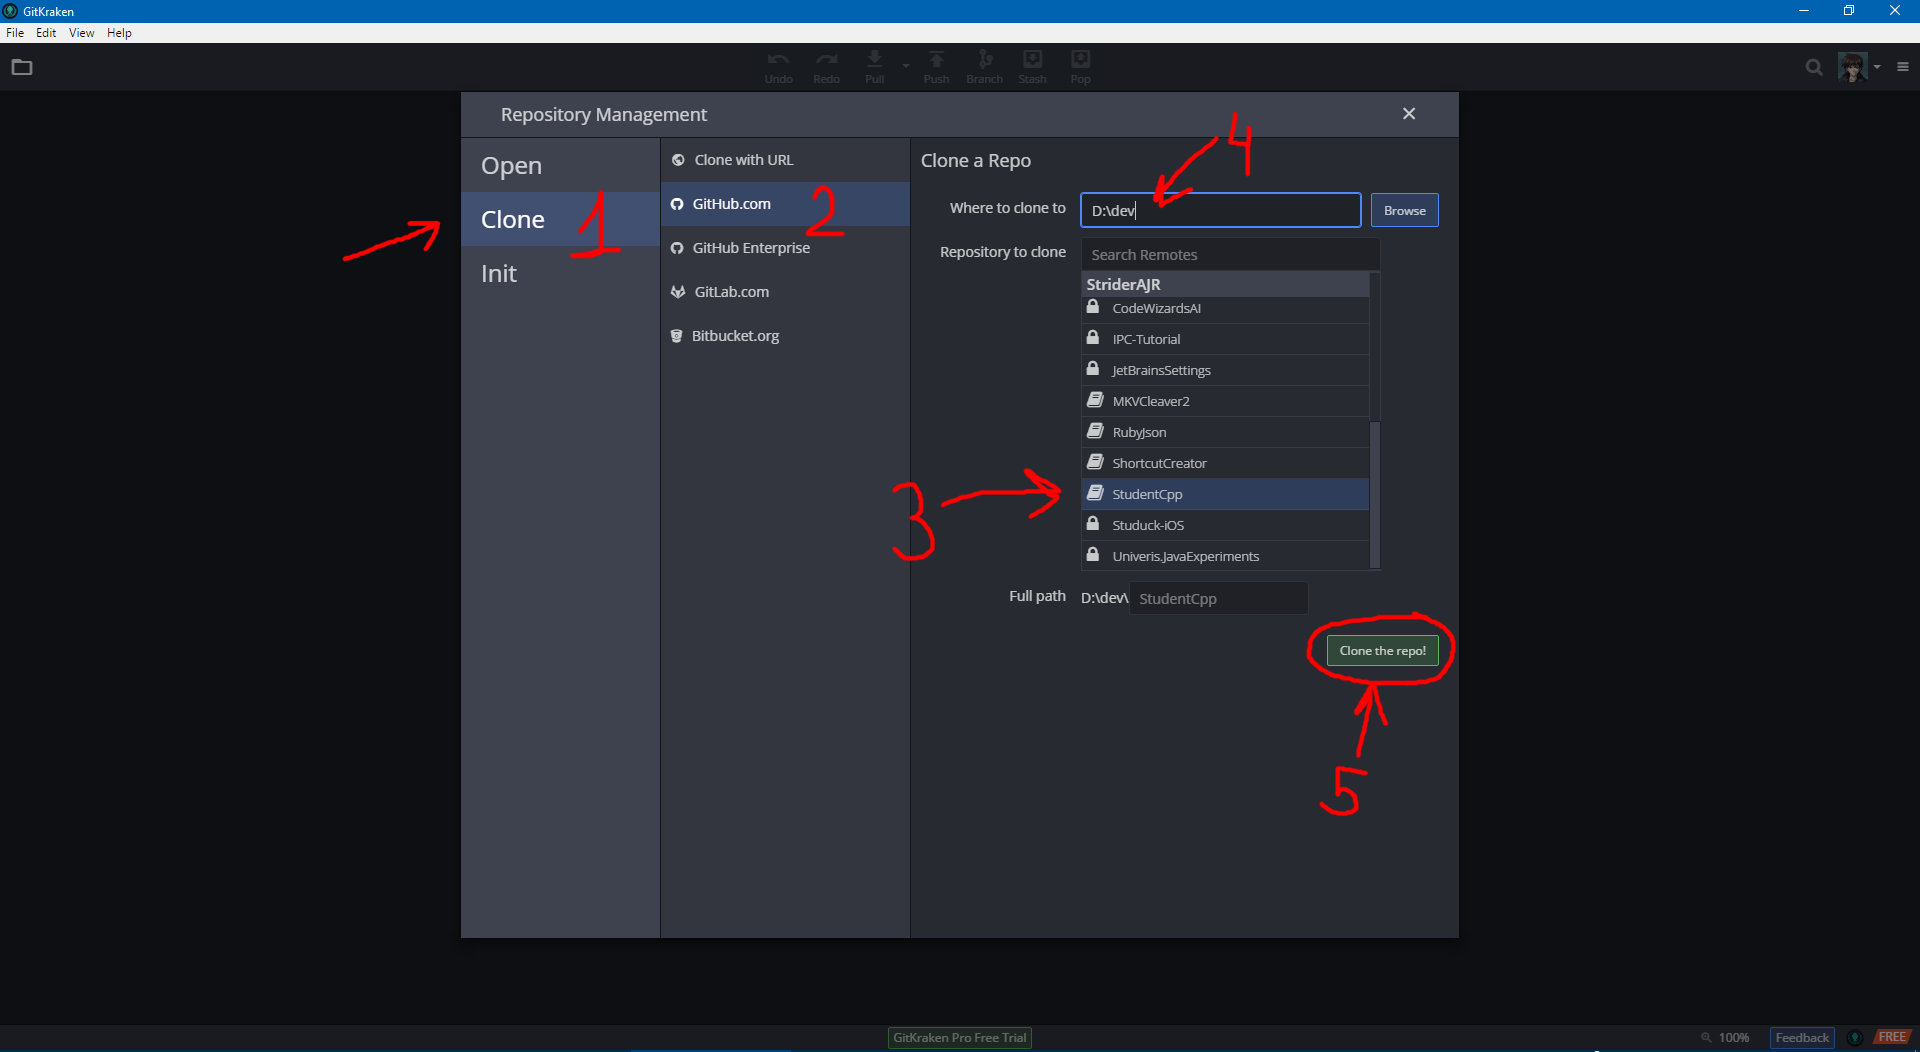 GitKraken
File Edit View Help
Undo Redo Pull Push Branch Stash Pop
Repository Management
Open
Clone 1
Init
Clone with URL
GitHub.com 2
GitHub Enterprise
GitLab.com
Bitbucket.org
Clone a Repo
4
Where to clone to D:\dev Browse
Repository to clone Search Remotes
StriderAJR
CodeWizardsAI
IPC-Tutorial
JetBrainsSettings
MKVCleaver2
RubyJson
ShortcutCreator
3 StudentCpp
Studuck-iOS
Univeris.JavaExperiments
Full path D:\dev\ StudentCpp
Clone the repo!
5
GitKraken Pro Free Trial 100% Feedback FREE